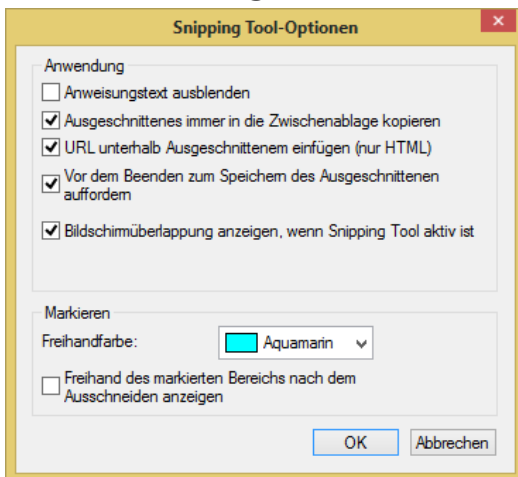 Snipping Tool-Optionen
Anwendung
Anweisungstext ausblenden
Ausgeschnittenes immer in die Zwischenablage kopieren
URL unterhalb Ausgeschnittenem einfügen (nur HTML)
Vor dem Beenden zum Speichern des Ausgeschnittenen
auffordern
Bildschirmüberlappung anzeigen, wenn Snipping Tool aktiv ist
Markieren
Freihandfarbe: Aquamarin
Freihand des markierten Bereichs nach dem
Ausschneiden anzeigen
OK Abbrechen